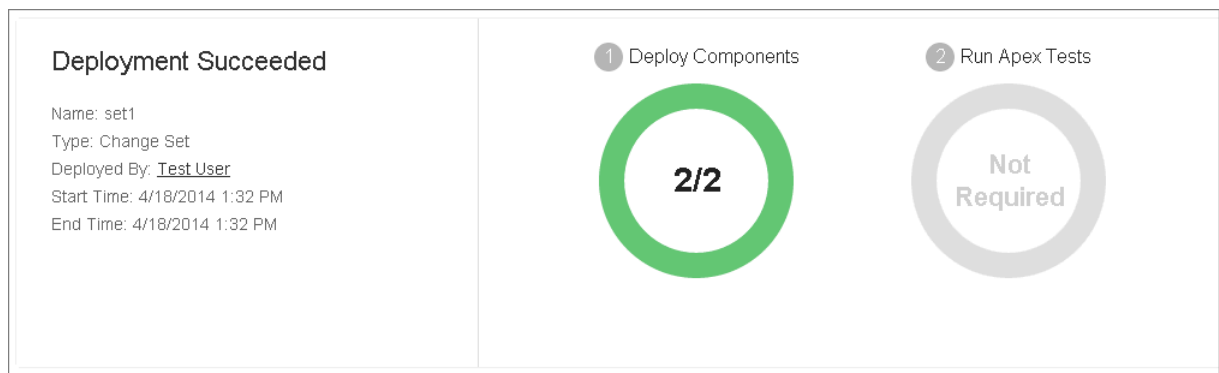 Deployment Succeeded
Name: set1
Type: Change Set
Deployed By: Test User
Start Time: 4/18/2014 1:32 PM
End Time: 4/18/2014 1:32 PM
1 Deploy Components
2/2
2 Run Apex Tests
Not
Required